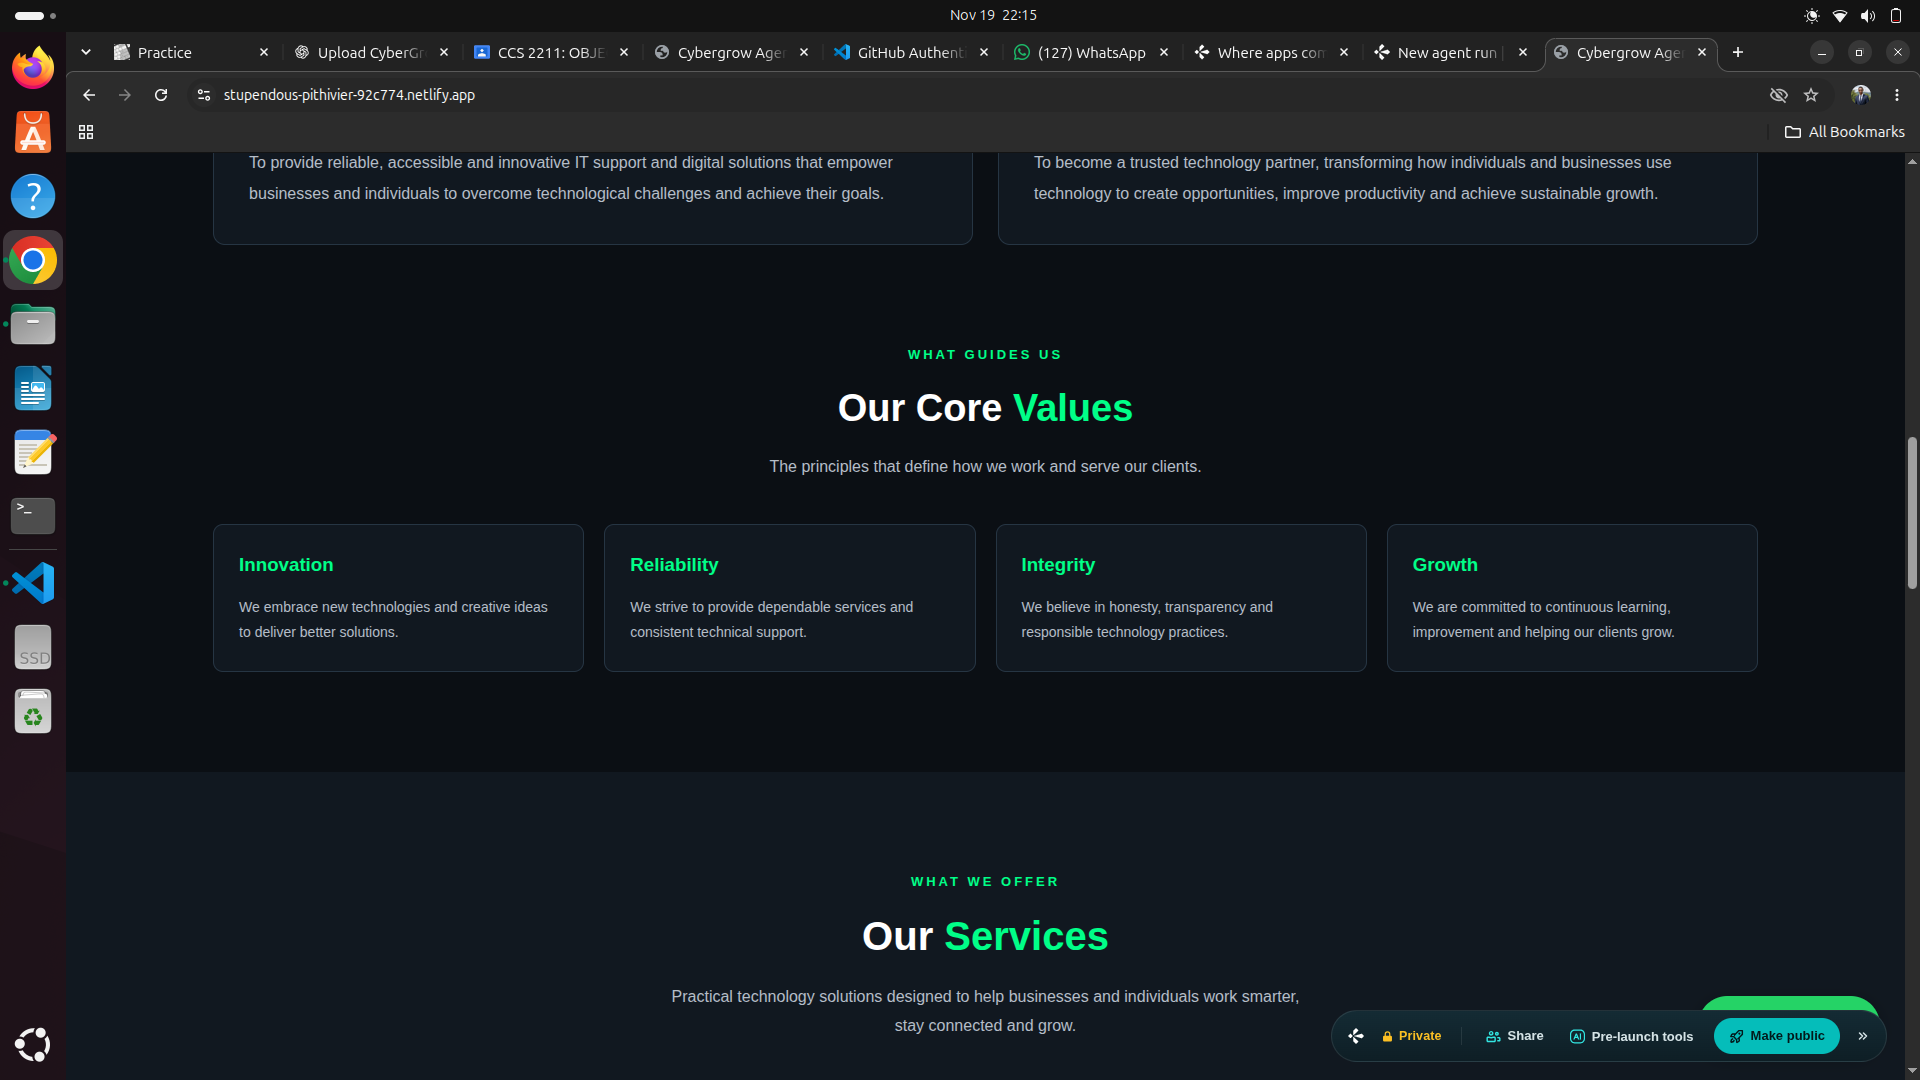 Nov 19 22:15
Practice
Upload CyberGr
CCS 2211: OBJE
Cybergrow Age
GitHub Authent
(127) WhatsApp
Where apps com
New agent run |
Cybergrow Age
stupendous-pithivier-92c774.netlify.app
All Bookmarks
To provide reliable, accessible and innovative IT support and digital solutions that empower
businesses and individuals to overcome technological challenges and achieve their goals.
To become a trusted technology partner, transforming how individuals and businesses use
technology to create opportunities, improve productivity and achieve sustainable growth.
WHAT GUIDES US
Our Core Values
The principles that define how we work and serve our clients.
Innovation
We embrace new technologies and creative ideas
to deliver better solutions.
Reliability
We strive to provide dependable services and
consistent technical support.
Integrity
We believe in honesty, transparency and
responsible technology practices.
Growth
We are committed to continuous learning,
improvement and helping our clients grow.
WHAT WE OFFER
Our Services
Practical technology solutions designed to help businesses and individuals work smarter,
stay connected and grow.
Private
Share
AI Pre-launch tools
Make public
SSD